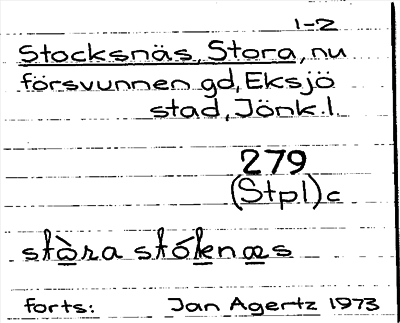 1-2
Stocksnäs, Stora, nu
försvunnen gd, Eksjö
stad, Jönk.l.
279
(Stpl)c
stòra stókenæs
forts: Jan Agertz 1973